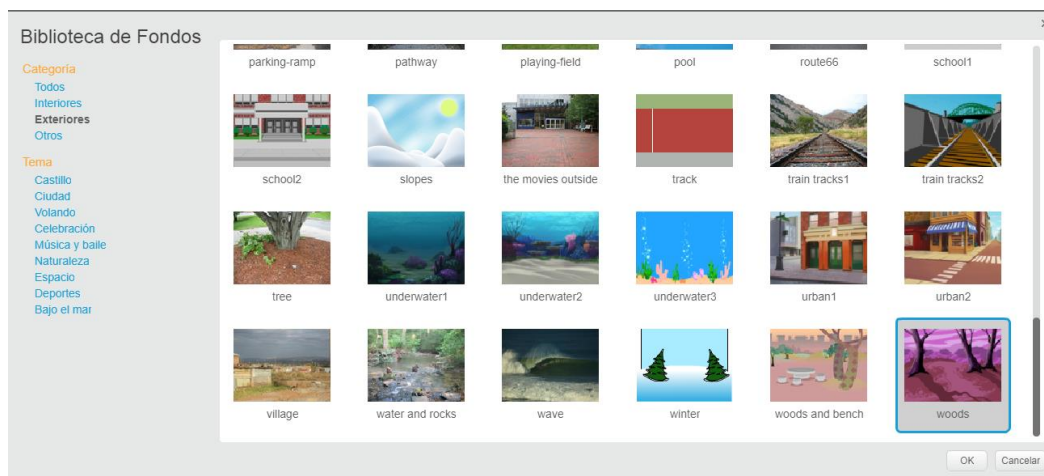 Biblioteca de Fondos
Categoría
Todos
Interiores
Exteriores
Otros
Tema
Castillo
Ciudad
Volando
Celebración
Música y baile
Naturaleza
Espacio
Deportes
Bajo el mar
parking-ramp pathway playing-field pool route66 school1
school2 slopes the movies outside track train tracks1 train tracks2
tree underwater1 underwater2 underwater3 urban1 urban2
village water and rocks wave winter woods and bench woods
OK Cancelar